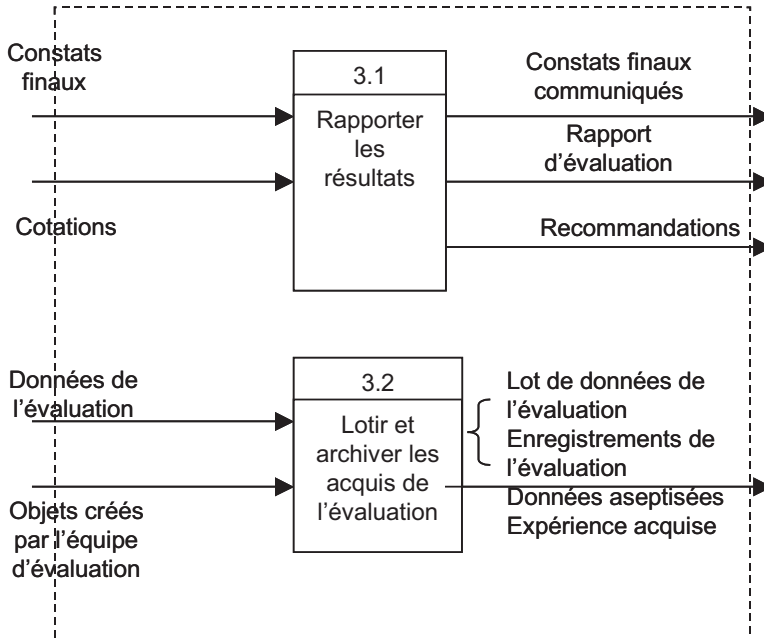 Constats
finaux
3.1
Rapporter
les
résultats
Constats finaux
communiqués
Rapport
d’évaluation
Cotations
Recommandations
Données de
l’évaluation
3.2
Lotir et
archiver les
acquis de
l’évaluation
Lot de données de
l’évaluation
Enregistrements de
l’évaluation
Données aseptisées
Expérience acquise
Objets créés
par l’équipe
d’évaluation